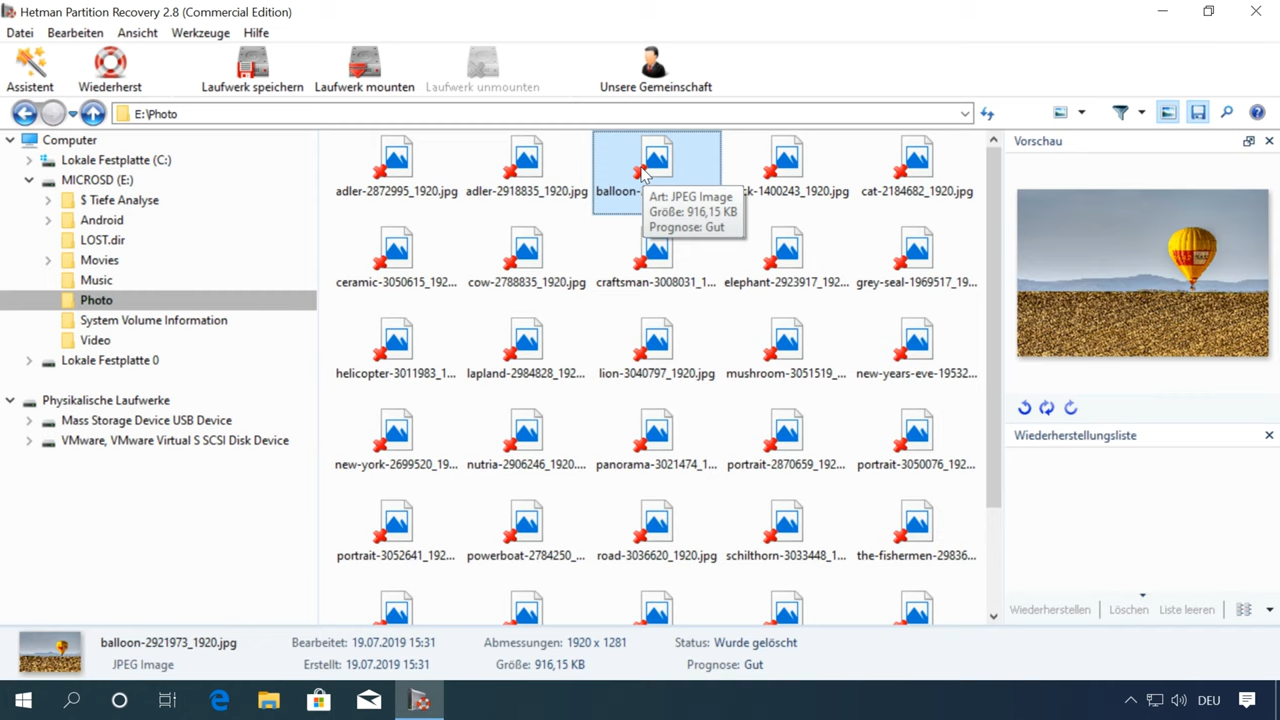 Hetman Partition Recovery 2.8 (Commercial Edition)
Datei Bearbeiten Ansicht Werkzeuge Hilfe
Assistent Wiederherst Laufwerk speichern Laufwerk mounten Laufwerk unmounten Unsere Gemeinschaft
E:\Photo
Computer
Lokale Festplatte (C:)
MICROSD (E:)
$ Tiefe Analyse
Android
LOST.dir
Movies
Music
Photo
System Volume Information
Video
Lokale Festplatte 0
Physikalische Laufwerke
Mass Storage Device USB Device
VMware, VMware Virtual S SCSI Disk Device
adler-2872995_1920.jpg adler-2918835_1920.jpg balloon- ck-1400243_1920.jpg cat-2184682_1920.jpg
Art: JPEG Image
Größe: 916,15 KB
Prognose: Gut
ceramic-3050615_192... cow-2788835_1920.jpg craftsman-3008031_1... elephant-2923917_192... grey-seal-1969517_19...
helicopter-3011983_1... lapland-2984828_192... lion-3040797_1920.jpg mushroom-3051519_... new-years-eve-19532...
new-york-2699520_19... nutria-2906246_1920.... panorama-3021474_1... portrait-2870659_192... portrait-3050076_192...
portrait-3052641_192... powerboat-2784250_... road-3036620_1920.jpg schilthorn-3033448_1... the-fishermen-29836...
Vorschau
Wiederherstellungsliste
Wiederherstellen Löschen Liste leeren
balloon-2921973_1920.jpg Bearbeitet: 19.07.2019 15:31 Abmessungen: 1920 x 1281 Status: Wurde gelöscht
JPEG Image Erstellt: 19.07.2019 15:31 Größe: 916,15 KB Prognose: Gut
DEU